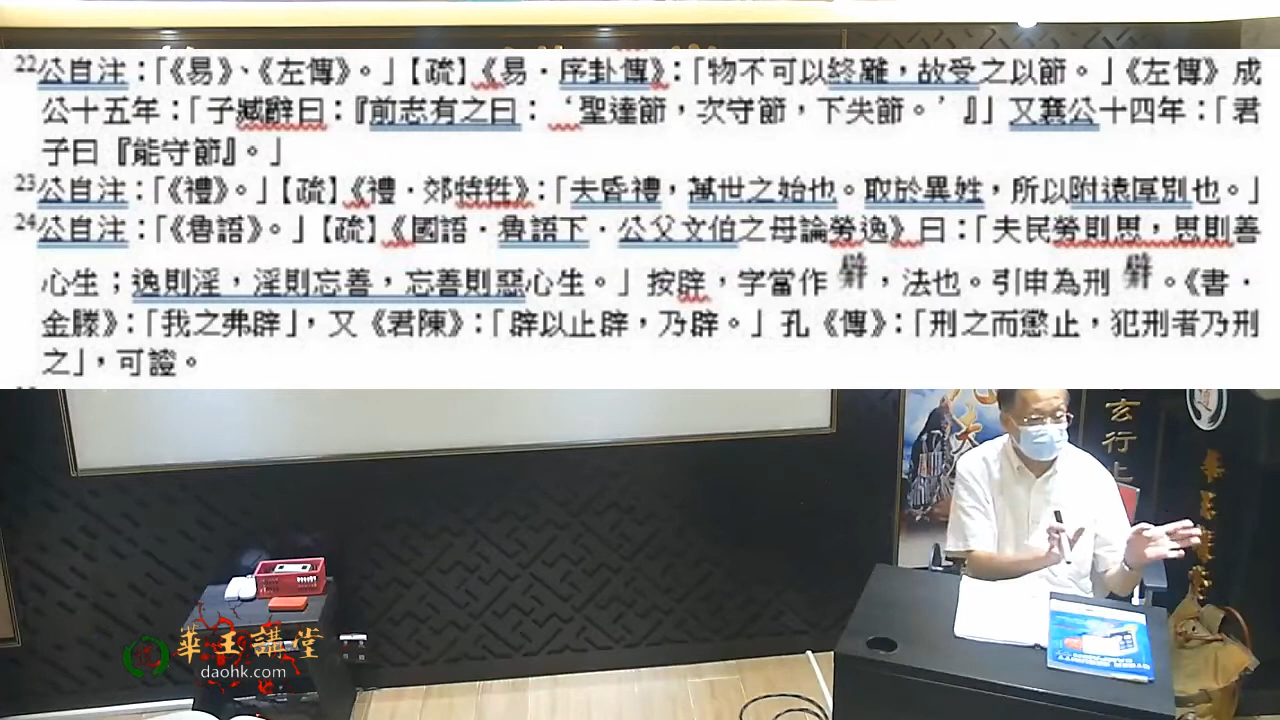 22公自注：「《易》、《左傳》。」【疏】《易．序卦傳》：「物不可以終離，故受之以節。」《左傳》成
公十五年：「子臧辭曰：『前志有之曰：‘聖達節，次守節，下失節。’』」又襄公十四年：「君
子曰『能守節』。」
23公自注：「《禮》。」【疏】《禮．郊特牲》：「夫昏禮，萬世之始也。取於異姓，所以附遠厚別也。」
24公自注：「《魯語》。」【疏】《國語．魯語下．公父文伯之母論勞逸》曰：「夫民勞則思，思則善
心生；逸則淫，淫則忘善，忘善則惡心生。」按辟，字當作，法也。引申為刑。《書．
金滕》：「我之弗辟」，又《君陳》：「辟以止辟，乃辟。」孔《傳》：「刑之而懲止，犯刑者乃刑
之」，可證。
玄行上
道
華玉講堂
daohk.com